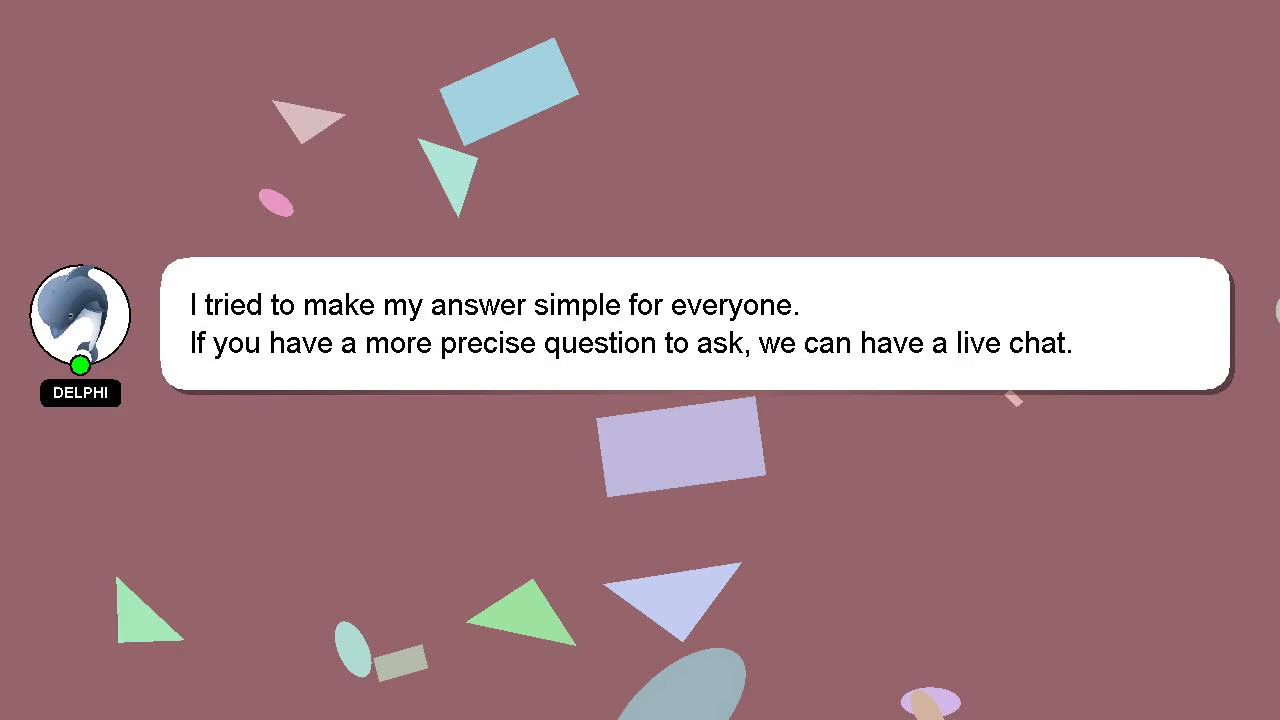 I tried to make my answer simple for everyone.
If you have a more precise question to ask, we can have a live chat.
DELPHI